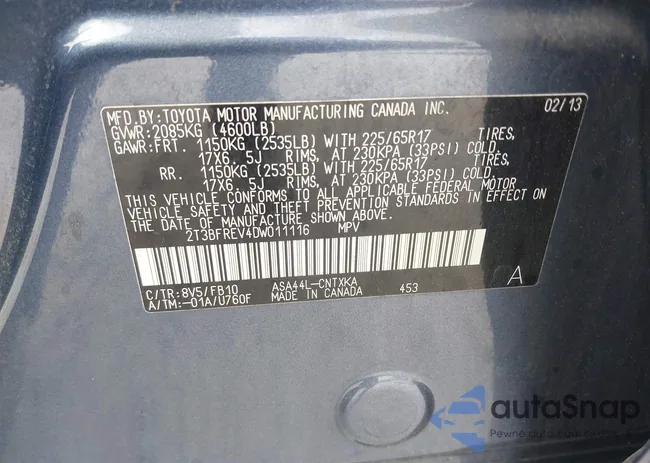 MFD.BY:TOYOTA MOTOR MANUFACTURING CANADA INC. 02/13
GVWR:2085KG (4600LB)
GAWR:FRT. 1150KG (2535LB) WITH 225/65R17 TIRES,
17X6. 5J RIMS, AT 230KPA (33PSI) COLD.
RR. 1150KG (2535LB) WITH 225/65R17 TIRES,
17X6. 5J RIMS, AT 230KPA (33PSI) COLD.
THIS VEHICLE CONFORMS TO ALL APPLICABLE FEDERAL MOTOR
VEHICLE SAFETY AND THEFT PREVENTION STANDARDS IN EFFECT ON
THE DATE OF MANUFACTURE SHOWN ABOVE.
2T3BFREV4DW011116 MPV
C/TR:8V5/FB10 ASA44L-CNTXKA
A/TM:-01A/U760F MADE IN CANADA 453 A
autaSnap
Pewne auta